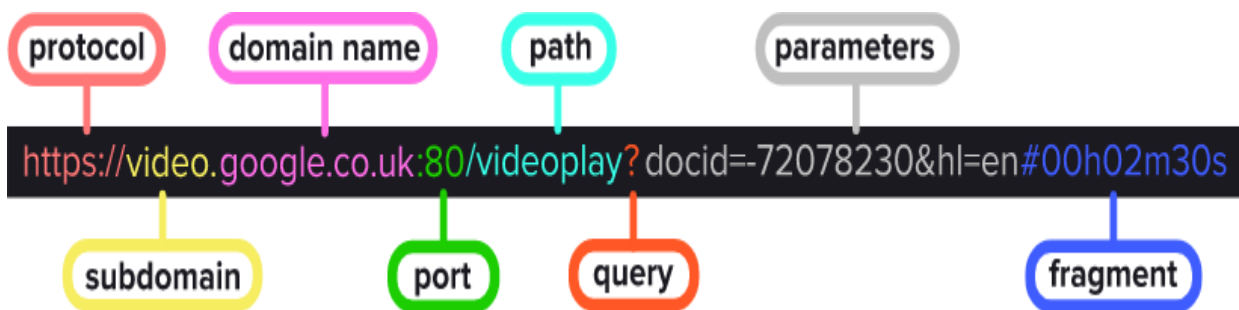 protocol domain name path parameters
https://video.google.co.uk:80/videoplay? docid=-72078230&hl=en#00h02m30s
subdomain port query fragment